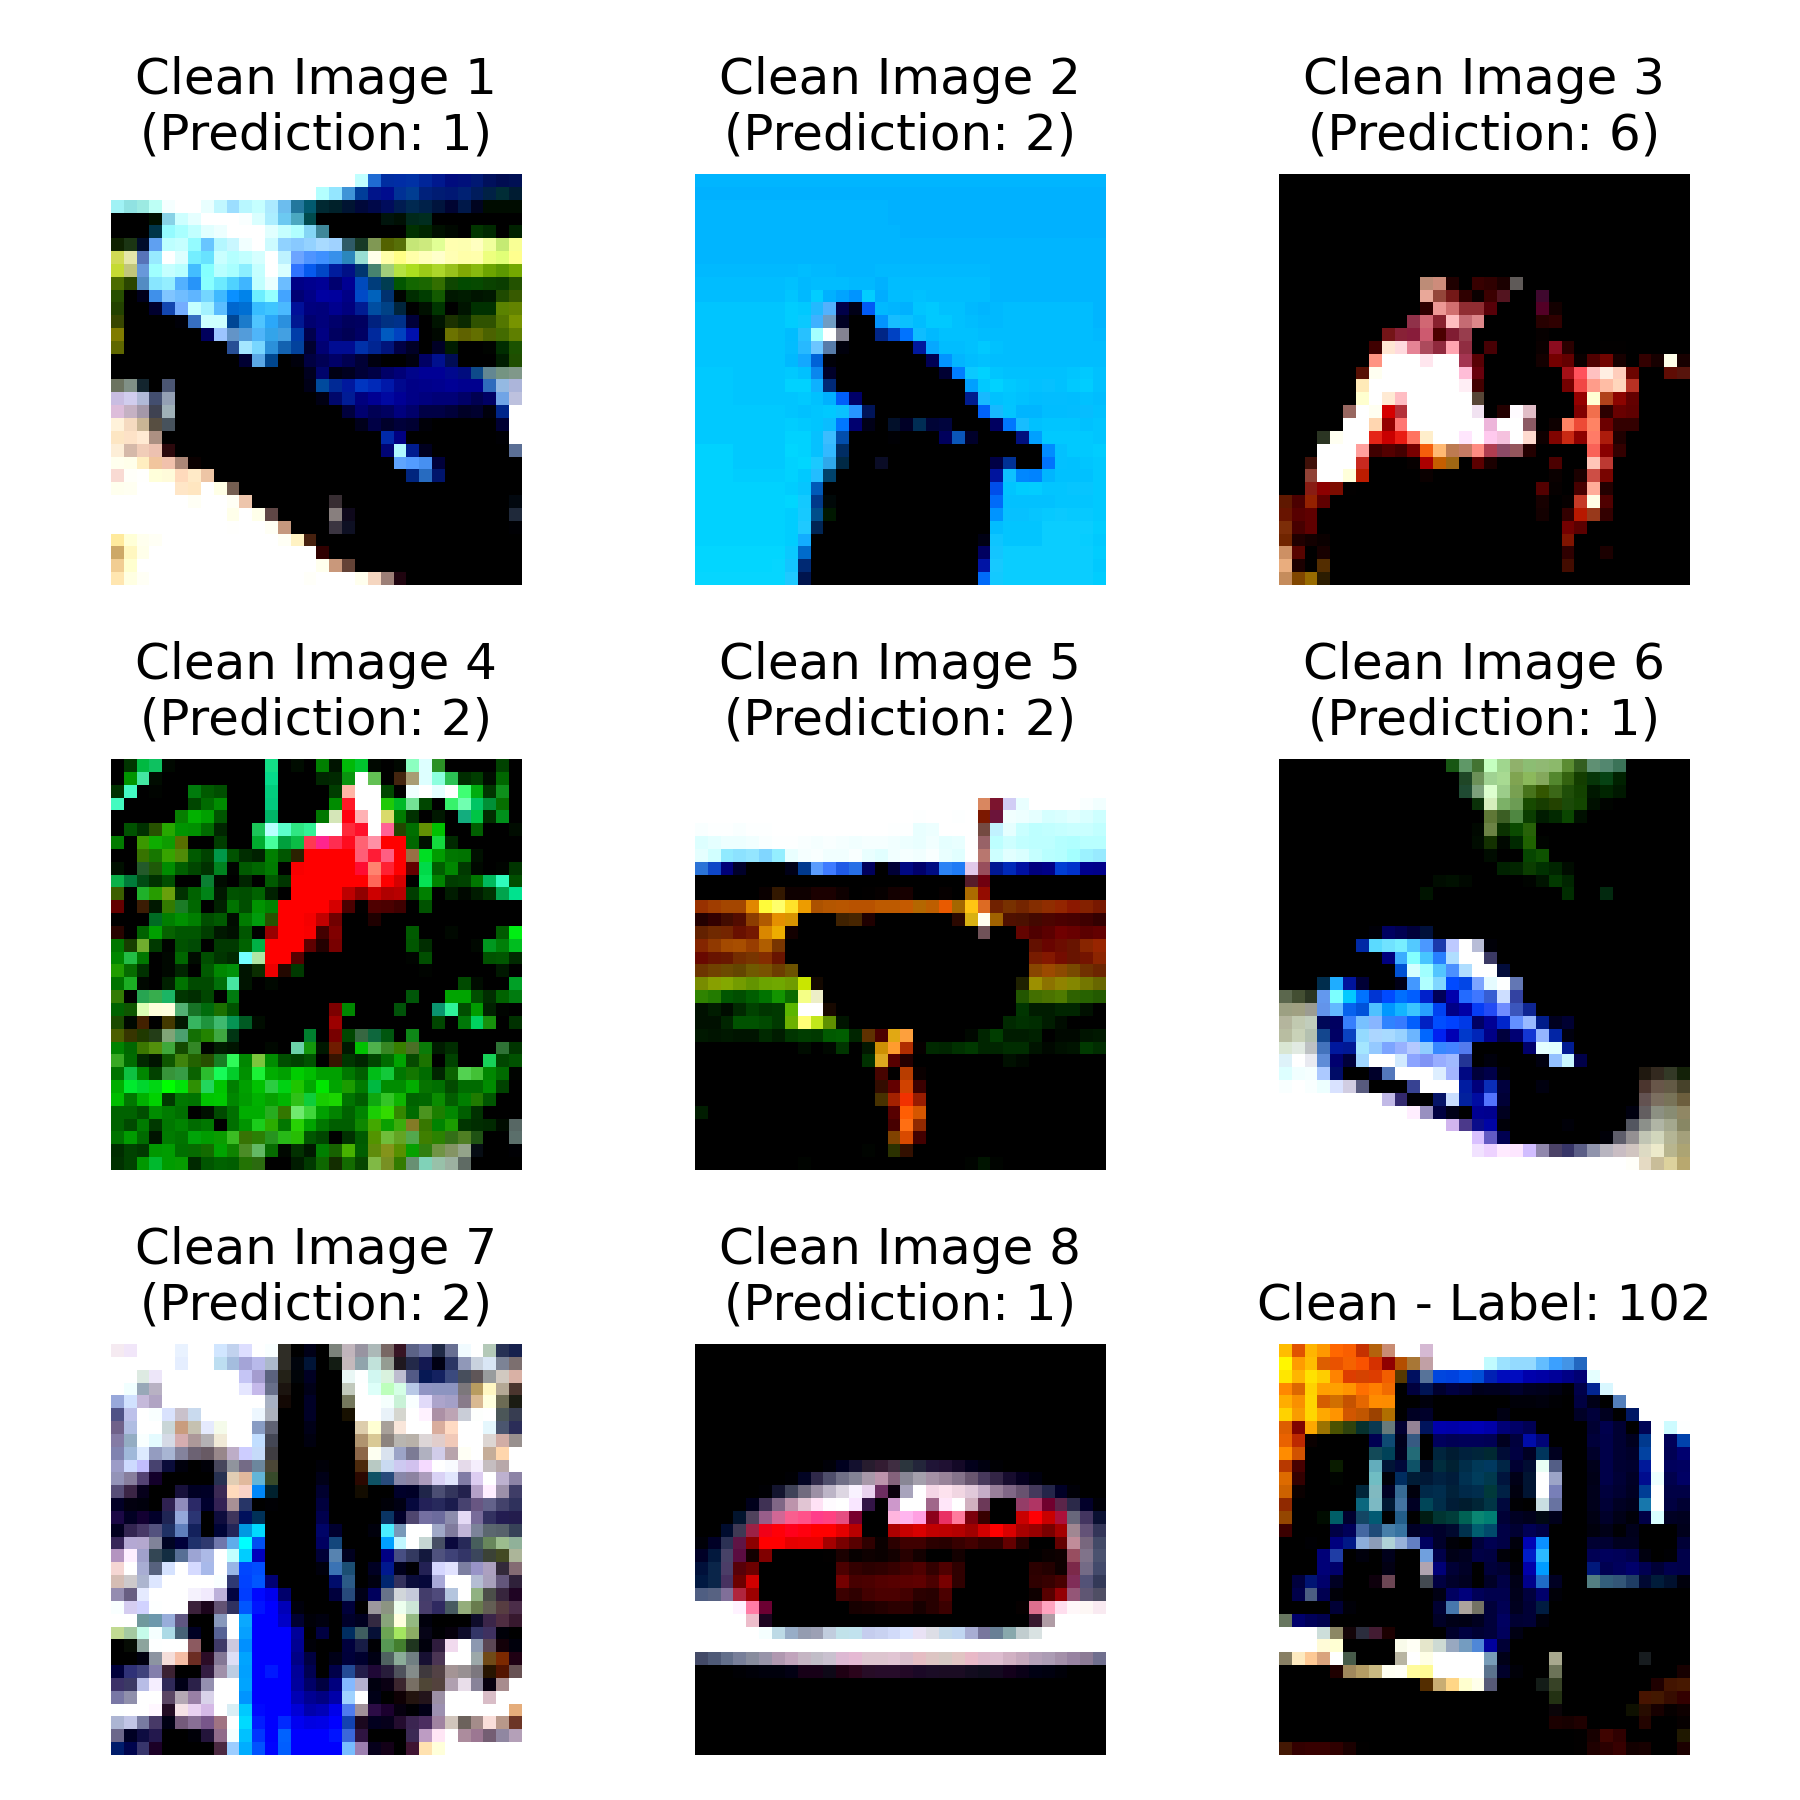 Clean Image 1
(Prediction: 1)
Clean Image 2
(Prediction: 2)
Clean Image 3
(Prediction: 6)
Clean Image 4
(Prediction: 2)
Clean Image 5
(Prediction: 2)
Clean Image 6
(Prediction: 1)
Clean Image 7
(Prediction: 2)
Clean Image 8
(Prediction: 1)
Clean - Label: 102